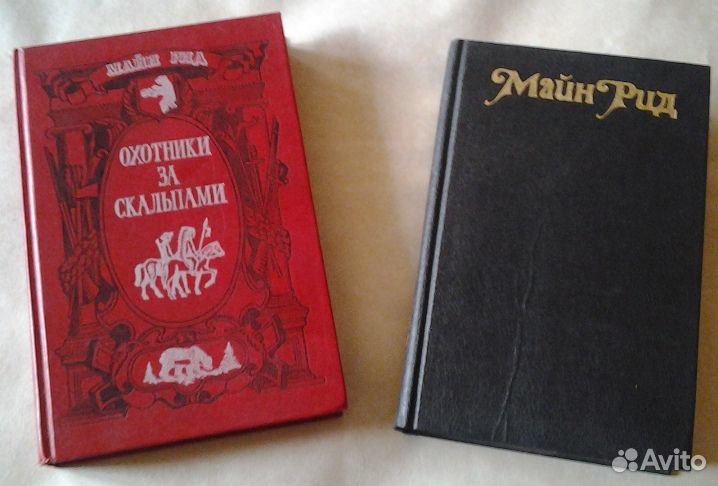 МАЙН РИД
ОХОТНИКИ
ЗА
СКАЛЬПАМИ
Майн Рид
Avito